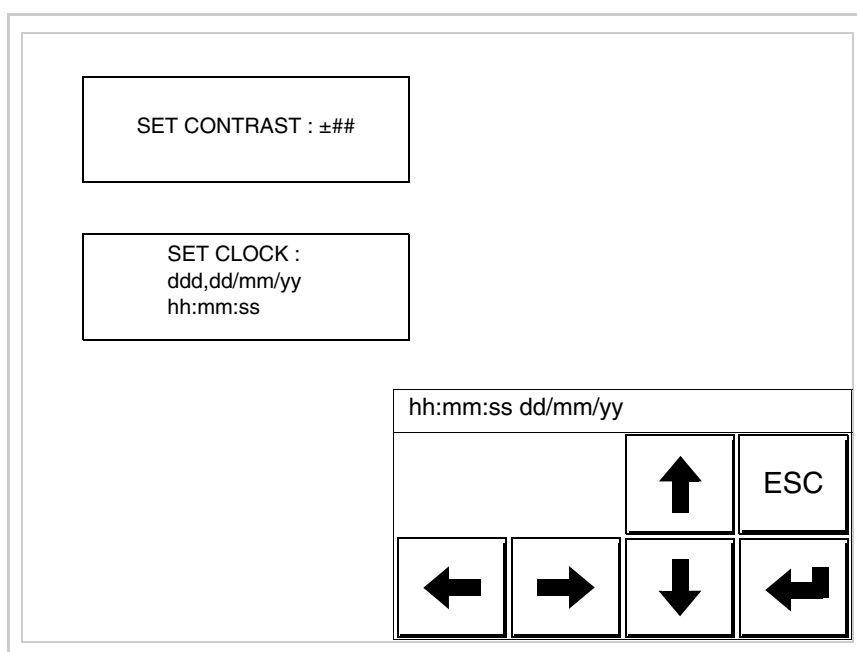 SET CONTRAST : ±##
SET CLOCK :
ddd,dd/mm/yy
hh:mm:ss
hh:mm:ss dd/mm/yy
ESC